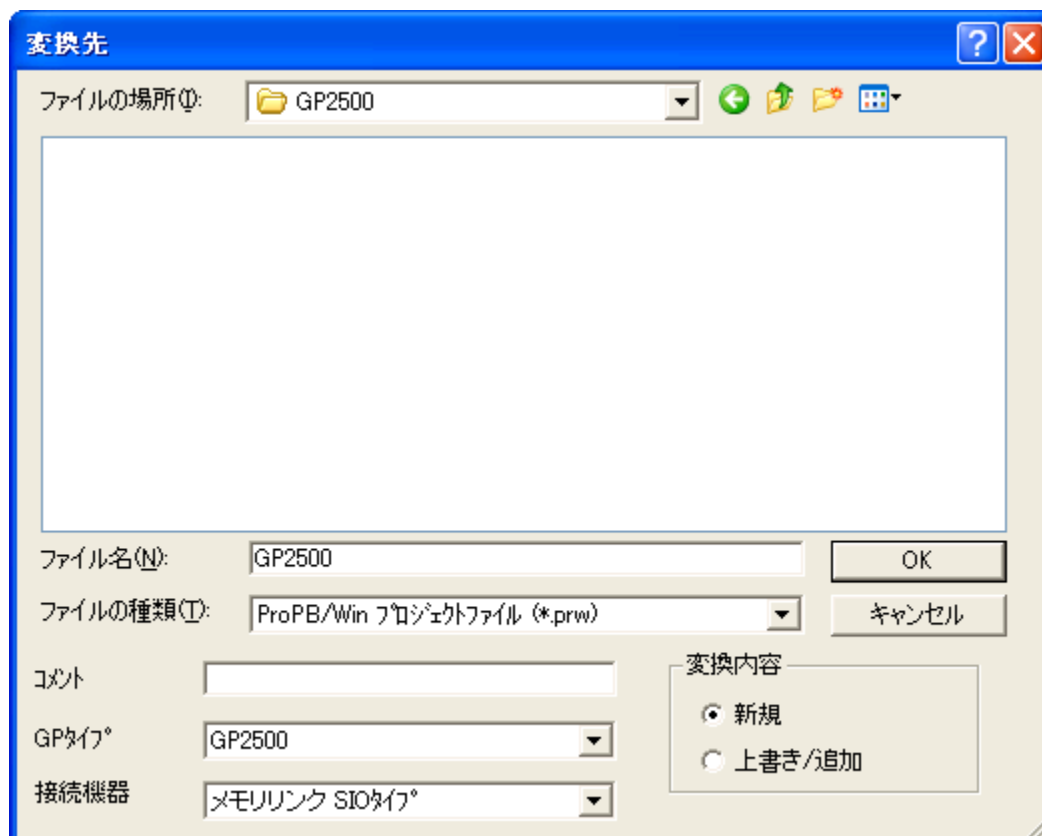 変換先
ファイルの場所(I):
GP2500
ファイル名(N):
GP2500
OK
ファイルの種類(T):
ProPB/Win プロジェクトファイル (*.prw)
キャンセル
コメント
変換内容
新規
GPタイプ
GP2500
上書き/追加
接続機器
メモリリンク SIOタイプ